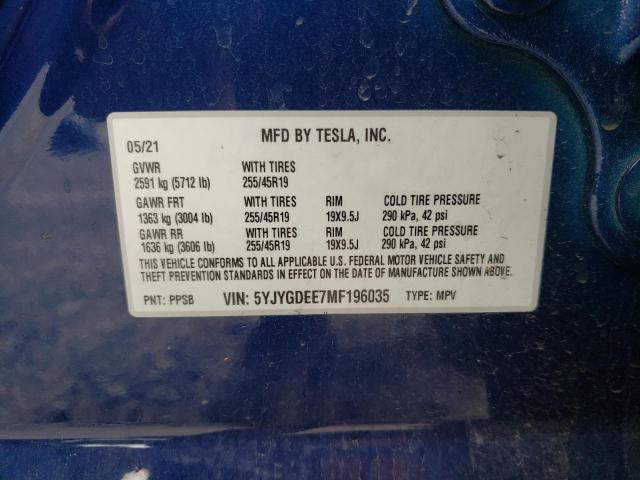 05/21 MFD BY TESLA, INC.
GVWR WITH TIRES
2591 kg (5712 lb) 255/45R19
GAWR FRT WITH TIRES RIM COLD TIRE PRESSURE
1363 kg (3004 lb) 255/45R19 19X9.5J 290 kPa, 42 psi
GAWR RR WITH TIRES RIM COLD TIRE PRESSURE
1636 kg (3606 lb) 255/45R19 19X9.5J 290 kPa, 42 psi
THIS VEHICLE CONFORMS TO ALL APPLICABLE U.S. FEDERAL MOTOR VEHICLE SAFETY AND
THEFT PREVENTION STANDARDS IN EFFECT ON THE DATE OF MANUFACTURE SHOWN ABOVE.
PNT: PPSB VIN: 5YJYGDEE7MF196035 TYPE: MPV